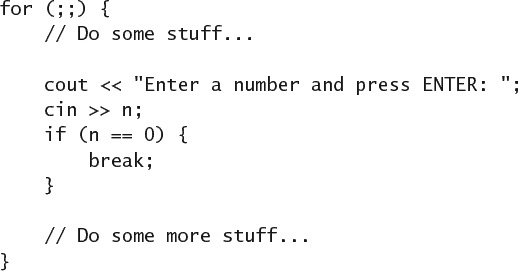 for (;;) {
    // Do some stuff...
    cout << "Enter a number and press ENTER: ";
    cin >> n;
    if (n == 0) {
        break;
    }
    // Do some more stuff...
}